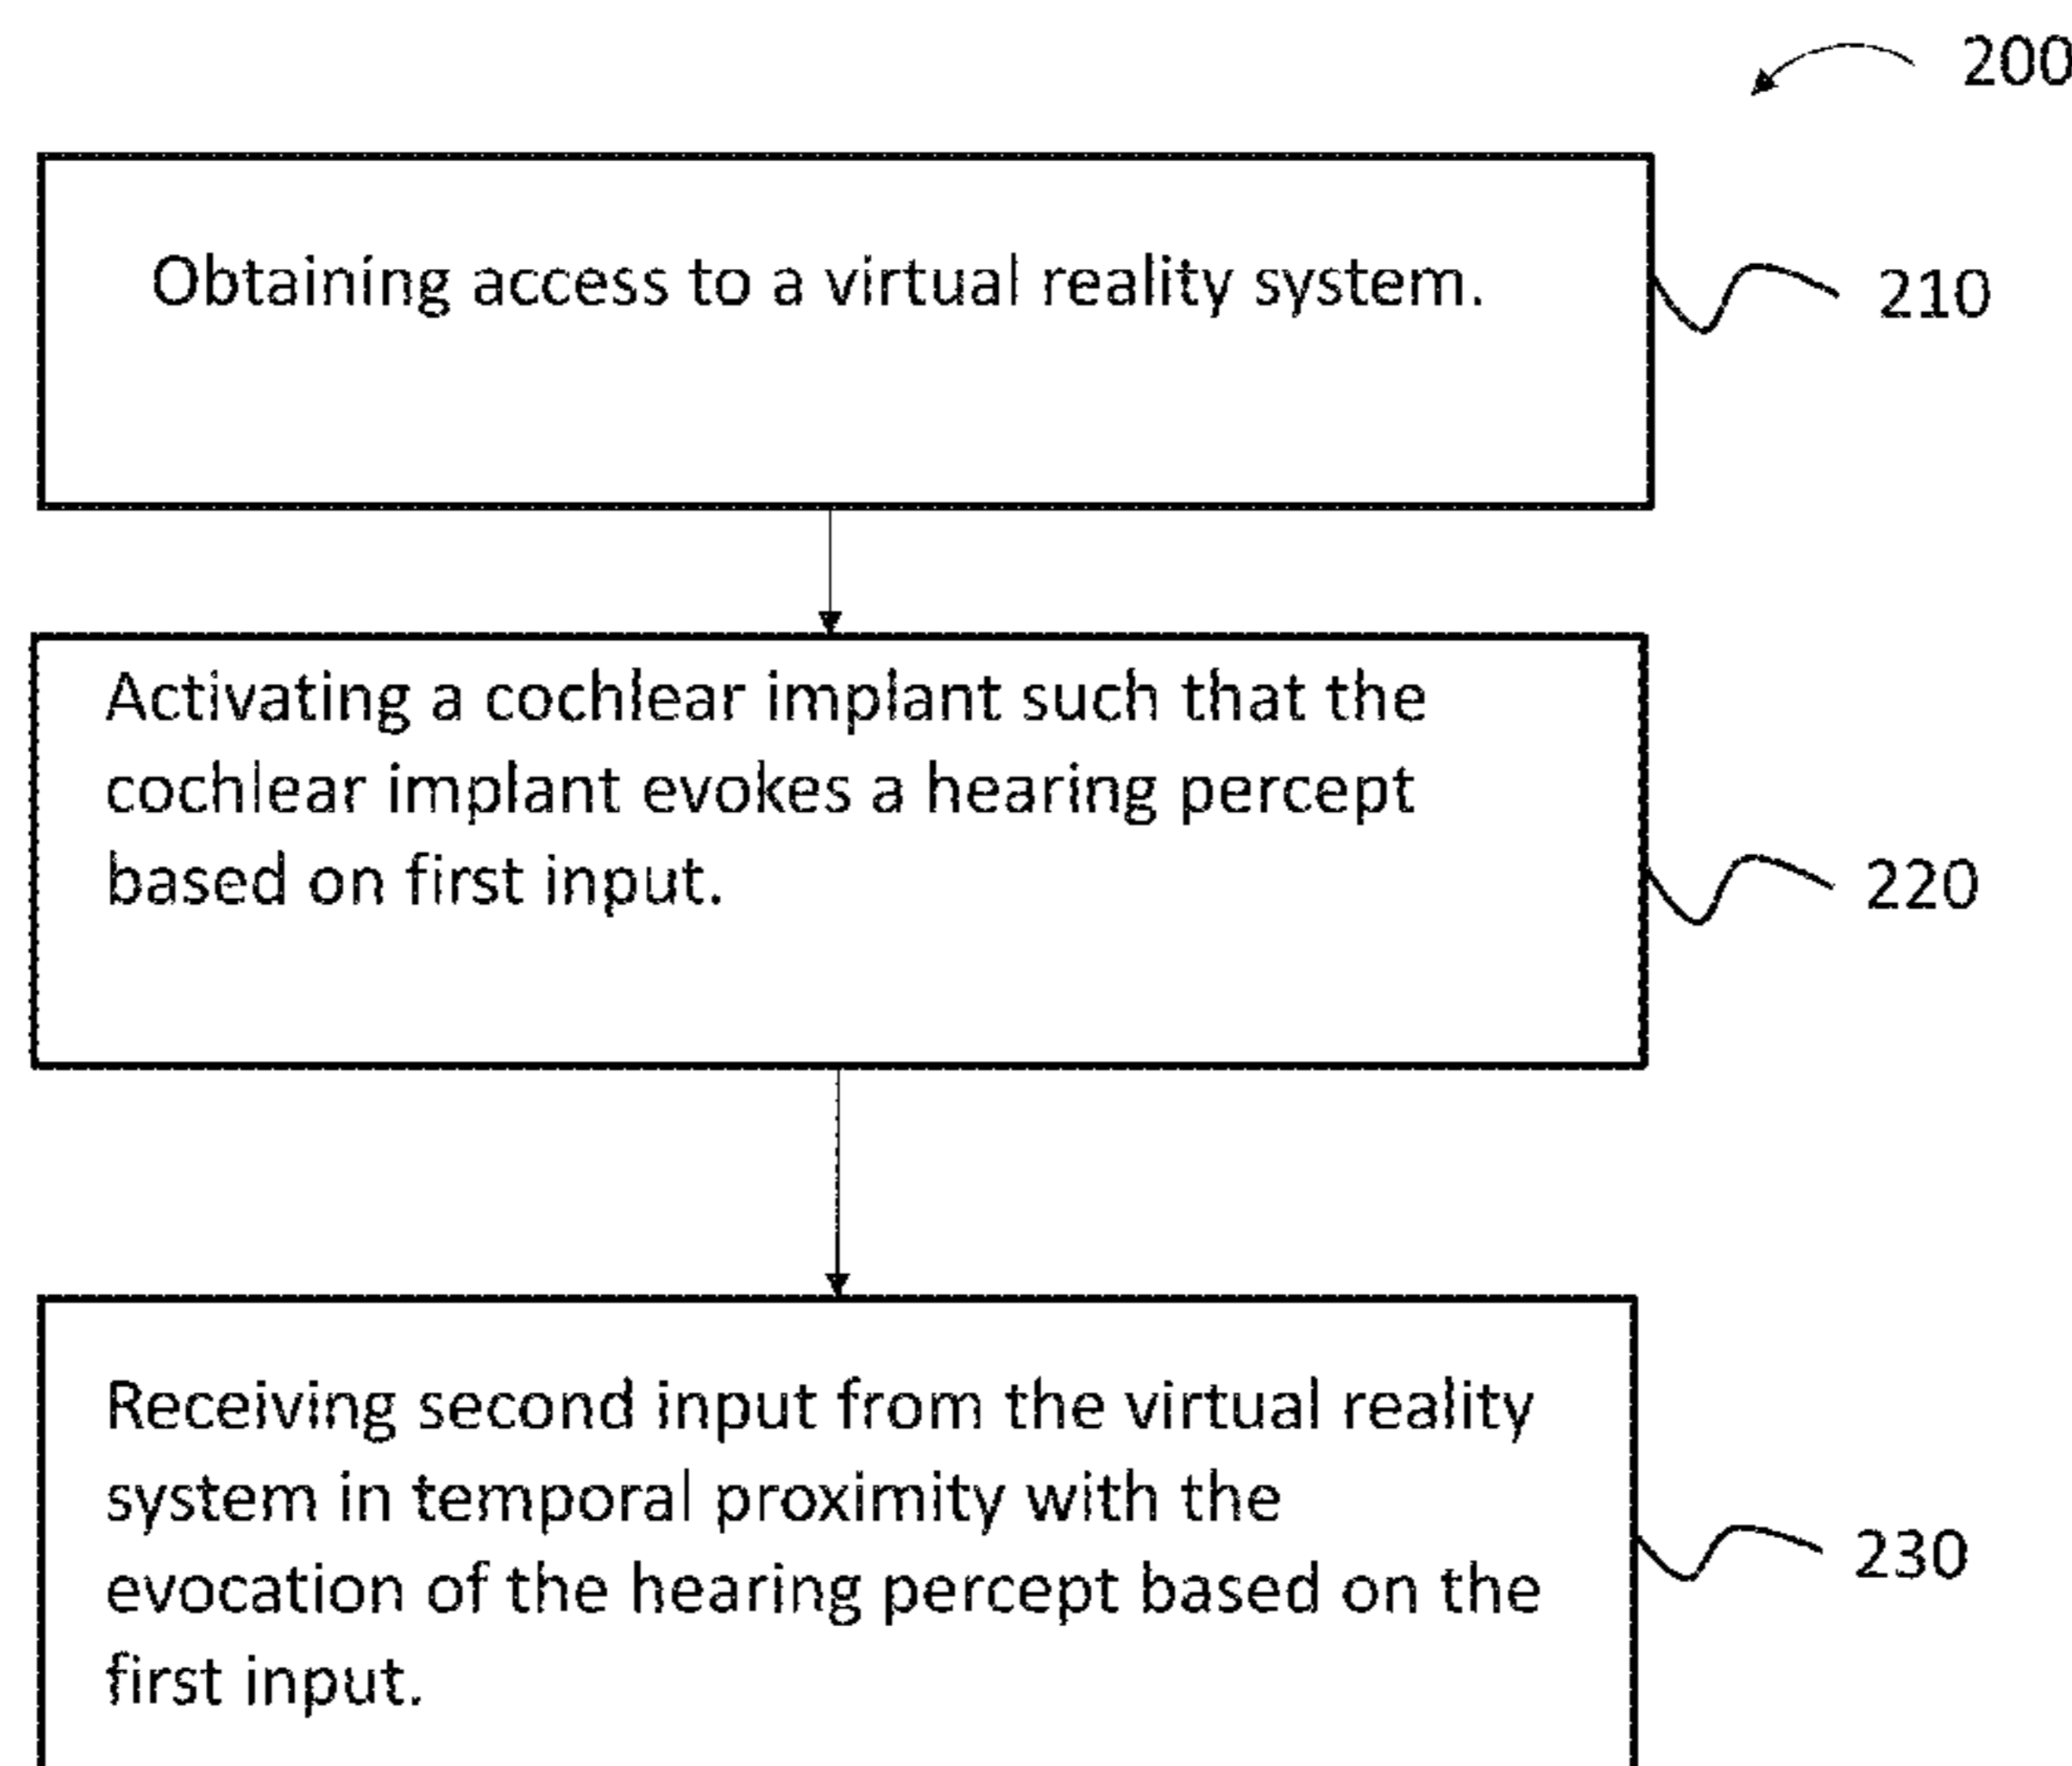 200
Obtaining access to a virtual reality system.
210
Activating a cochlear implant such that the
cochlear implant evokes a hearing percept
based on first input.
220
Receiving second input from the virtual reality
system in temporal proximity with the
evocation of the hearing percept based on the
first input.
230